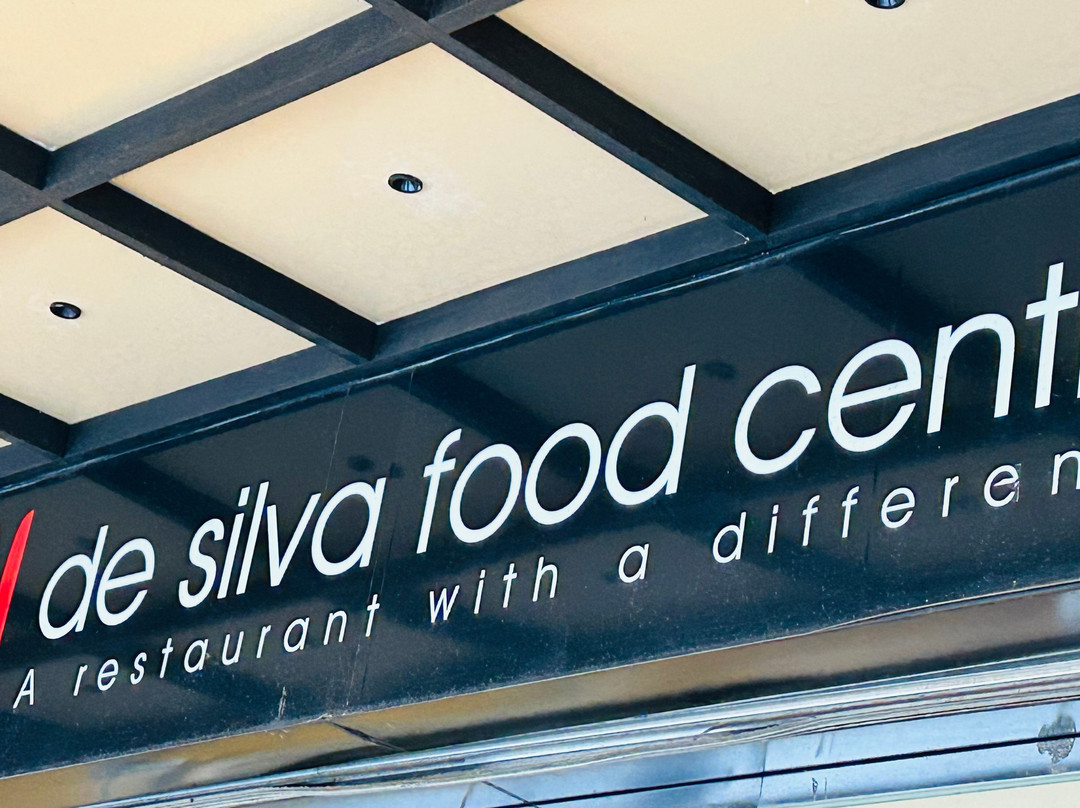 de silva food cent
A restaurant with a differen